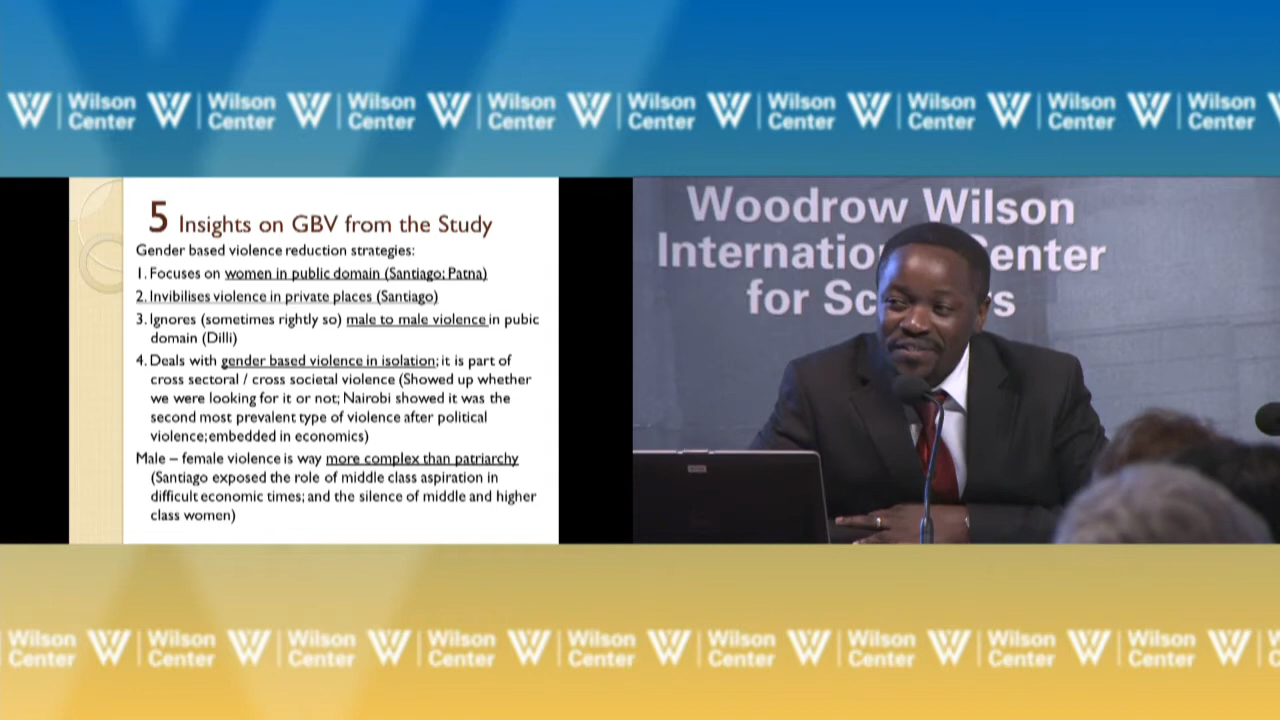 Wilson Center Wilson Center Wilson Center Wilson Center Wilson Center Wilson Center Wilson Center Wilson Center Wilson Center
5 Insights on GBV from the Study
Gender based violence reduction strategies:
1. Focuses on women in public domain (Santiago; Patna)
2. Invibilises violence in private places (Santiago)
3. Ignores (sometimes rightly so) male to male violence in pubic
domain (Dilli)
4. Deals with gender based violence in isolation; it is part of
cross sectoral / cross societal violence (Showed up whether
we were looking for it or not; Nairobi showed it was the
second most prevalent type of violence after political
violence; embedded in economics)
Male – female violence is way more complex than patriarchy
(Santiago exposed the role of middle class aspiration in
difficult economic times; and the silence of middle and higher
class women)
Woodrow Wilson
International Center
for Scholars
Wilson Center Wilson Center Wilson Center Wilson Center Wilson Center Wilson Center Wilson Center Wilson Center Wilson Center